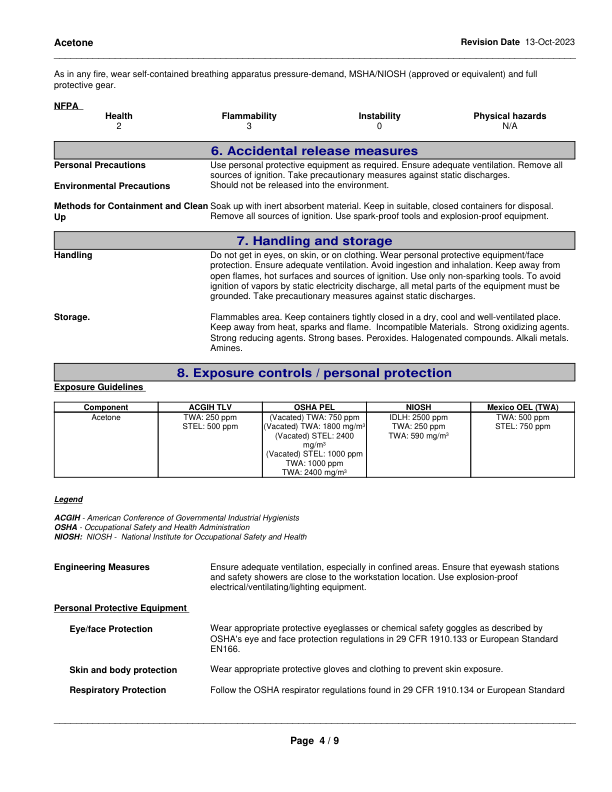 Acetone
Revision Date 13-Oct-2023
As in any fire, wear self-contained breathing apparatus pressure-demand, MSHA/NIOSH (approved or equivalent) and full
protective gear.
NFPA
Health Flammability Instability Physical hazards
2 3 0 N/A
6. Accidental release measures
Personal Precautions Use personal protective equipment as required. Ensure adequate ventilation. Remove all
sources of ignition. Take precautionary measures against static discharges.
Environmental Precautions Should not be released into the environment.
Methods for Containment and Clean Soak up with inert absorbent material. Keep in suitable, closed containers for disposal.
Up Remove all sources of ignition. Use spark-proof tools and explosion-proof equipment.
7. Handling and storage
Handling Do not get in eyes, on skin, or on clothing. Wear personal protective equipment/face
protection. Ensure adequate ventilation. Avoid ingestion and inhalation. Keep away from
open flames, hot surfaces and sources of ignition. Use only non-sparking tools. To avoid
ignition of vapors by static electricity discharge, all metal parts of the equipment must be
grounded. Take precautionary measures against static discharges.
Storage. Flammables area. Keep containers tightly closed in a dry, cool and well-ventilated place.
Keep away from heat, sparks and flame. Incompatible Materials. Strong oxidizing agents.
Strong reducing agents. Strong bases. Peroxides. Halogenated compounds. Alkali metals.
Amines.
8. Exposure controls / personal protection
Exposure Guidelines
Component ACGIH TLV OSHA PEL NIOSH Mexico OEL (TWA)
Acetone TWA: 250 ppm (Vacated) TWA: 750 ppm IDLH: 2500 ppm TWA: 500 ppm
STEL: 500 ppm (Vacated) TWA: 1800 mg/m³ TWA: 250 ppm STEL: 750 ppm
(Vacated) STEL: 2400 TWA: 590 mg/m³
mg/m³
(Vacated) STEL: 1000 ppm
TWA: 1000 ppm
TWA: 2400 mg/m³
Legend
ACGIH - American Conference of Governmental Industrial Hygienists
OSHA - Occupational Safety and Health Administration
NIOSH: NIOSH - National Institute for Occupational Safety and Health
Engineering Measures Ensure adequate ventilation, especially in confined areas. Ensure that eyewash stations
and safety showers are close to the workstation location. Use explosion-proof
electrical/ventilating/lighting equipment.
Personal Protective Equipment
Eye/face Protection Wear appropriate protective eyeglasses or chemical safety goggles as described by
OSHA's eye and face protection regulations in 29 CFR 1910.133 or European Standard
EN166.
Skin and body protection Wear appropriate protective gloves and clothing to prevent skin exposure.
Respiratory Protection Follow the OSHA respirator regulations found in 29 CFR 1910.134 or European Standard
Page 4 / 9